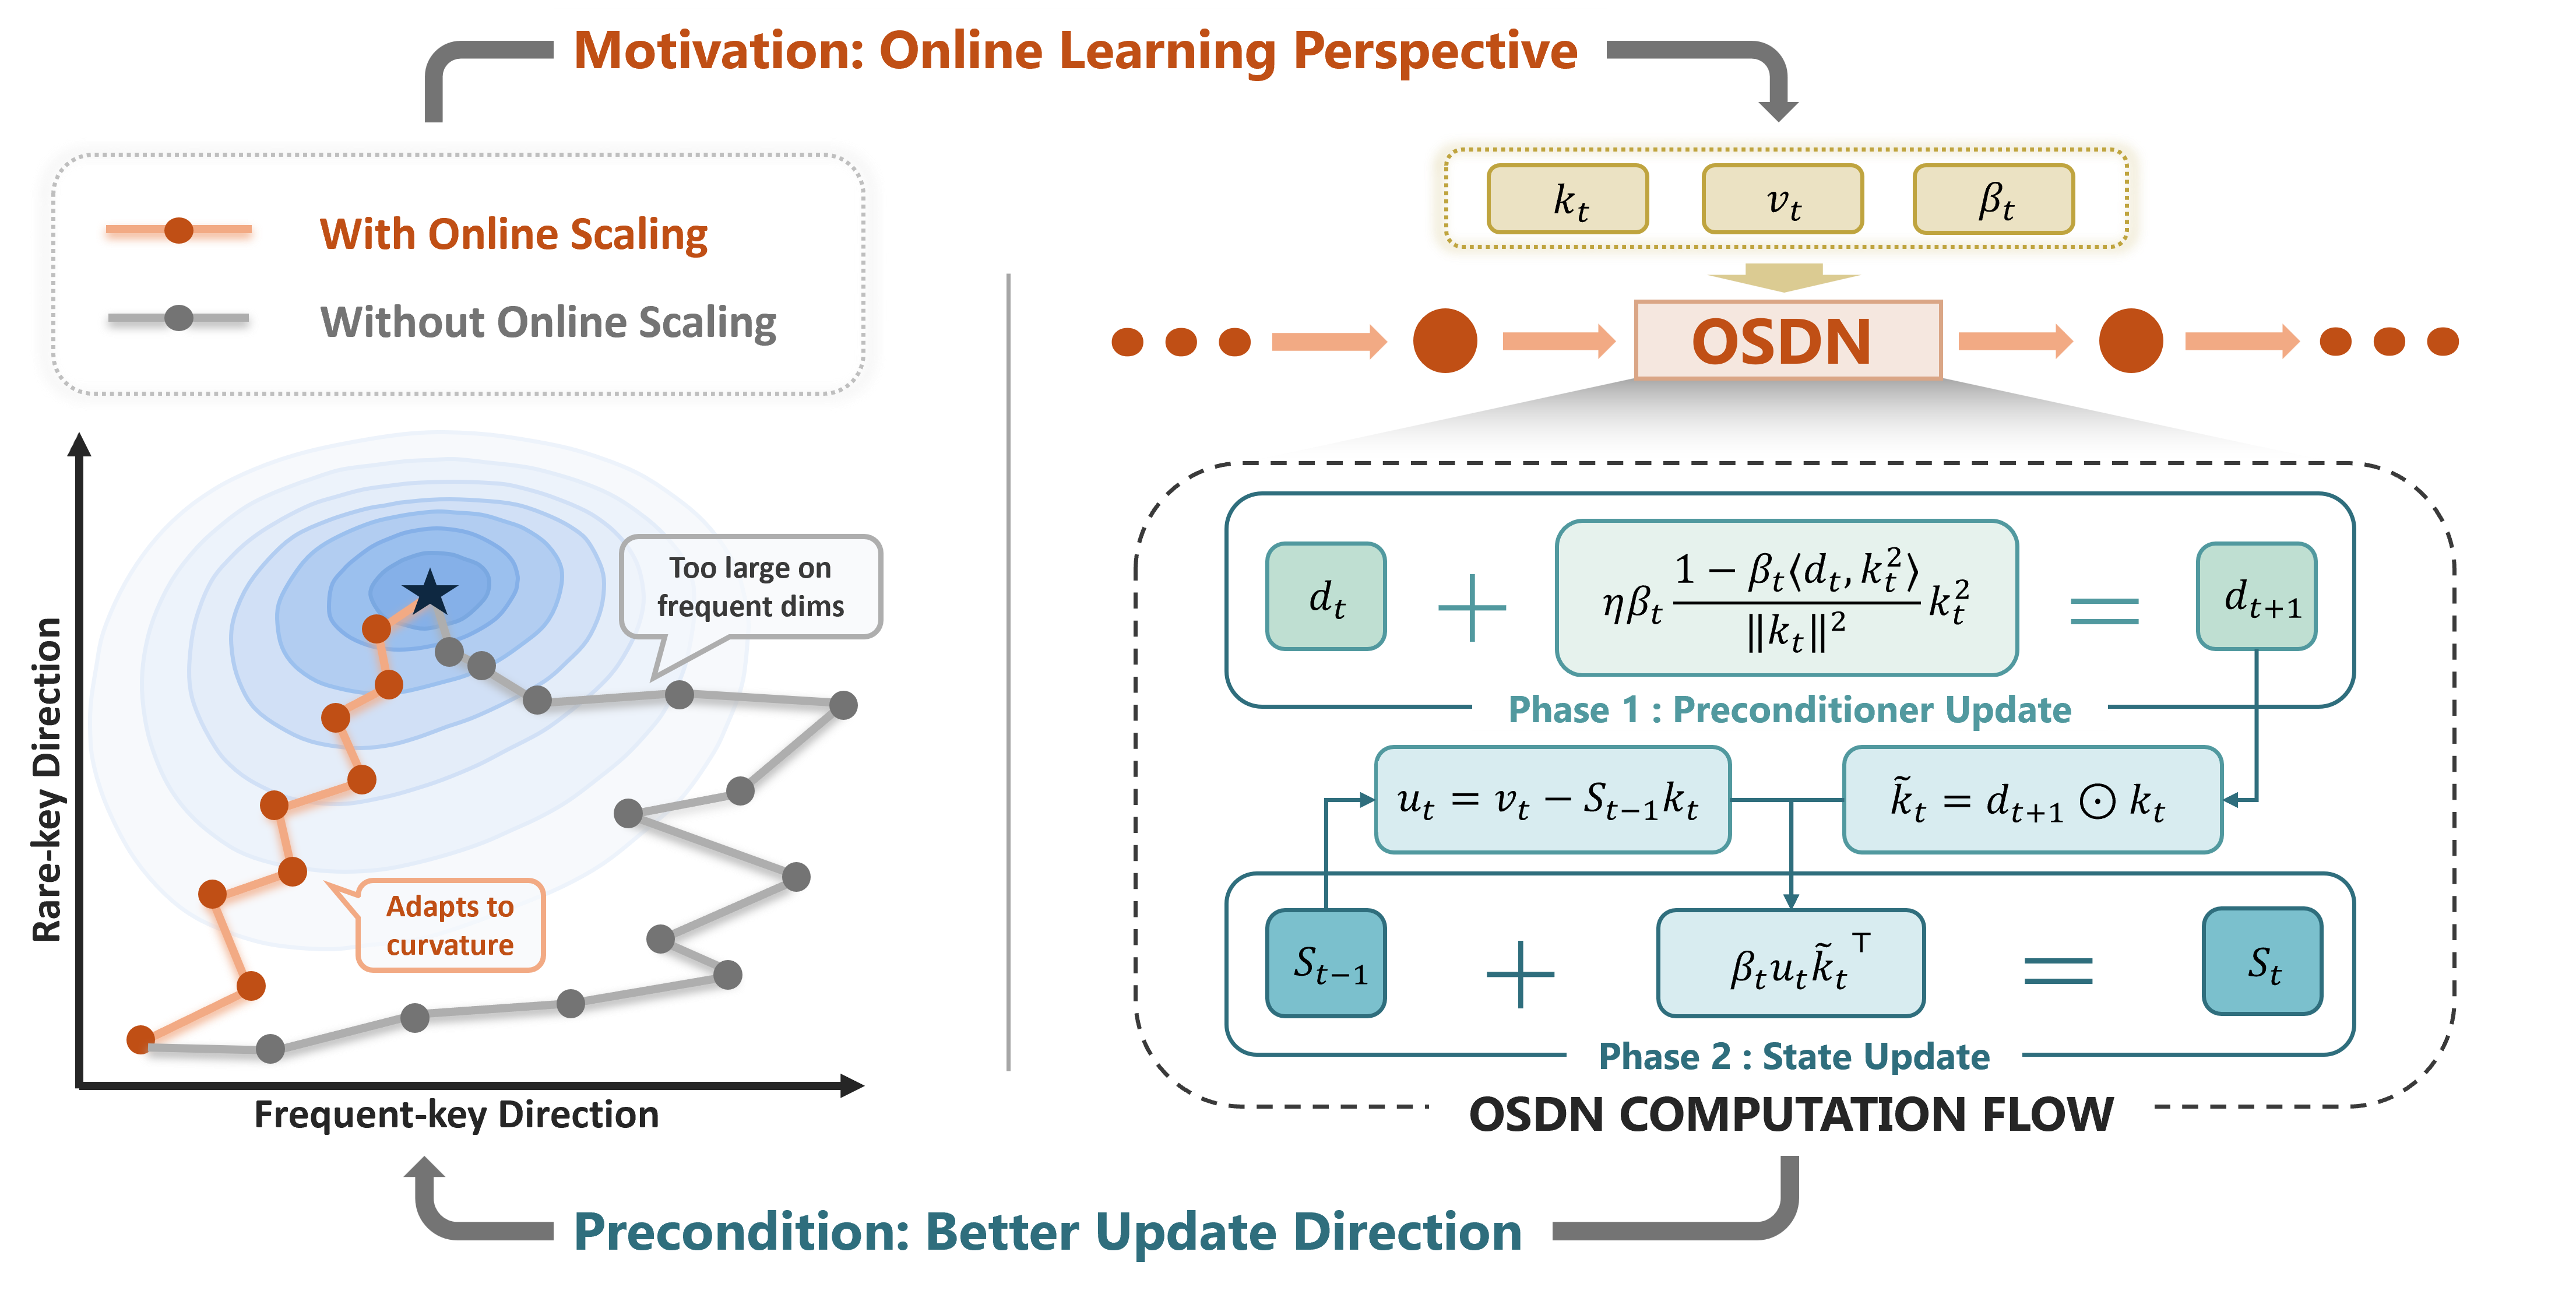 Motivation: Online Learning Perspective
With Online Scaling
Without Online Scaling
Rare-key Direction
Too large on
frequent dims
Adapts to
curvature
Frequent-key Direction
k_t
v_t
β_t
OSDN
d_t
+
ηβ_t \frac{1 − β_t⟨d_t, k_t^2⟩}{‖k_t‖^2} k_t^2
=
d_{t+1}
Phase 1 : Preconditioner Update
u_t = v_t − S_{t−1}k_t
k̃_t = d_{t+1} ⊙ k_t
S_{t−1}
+
β_t u_t k̃_t^⊤
=
S_t
Phase 2 : State Update
OSDN COMPUTATION FLOW
Precondition: Better Update Direction